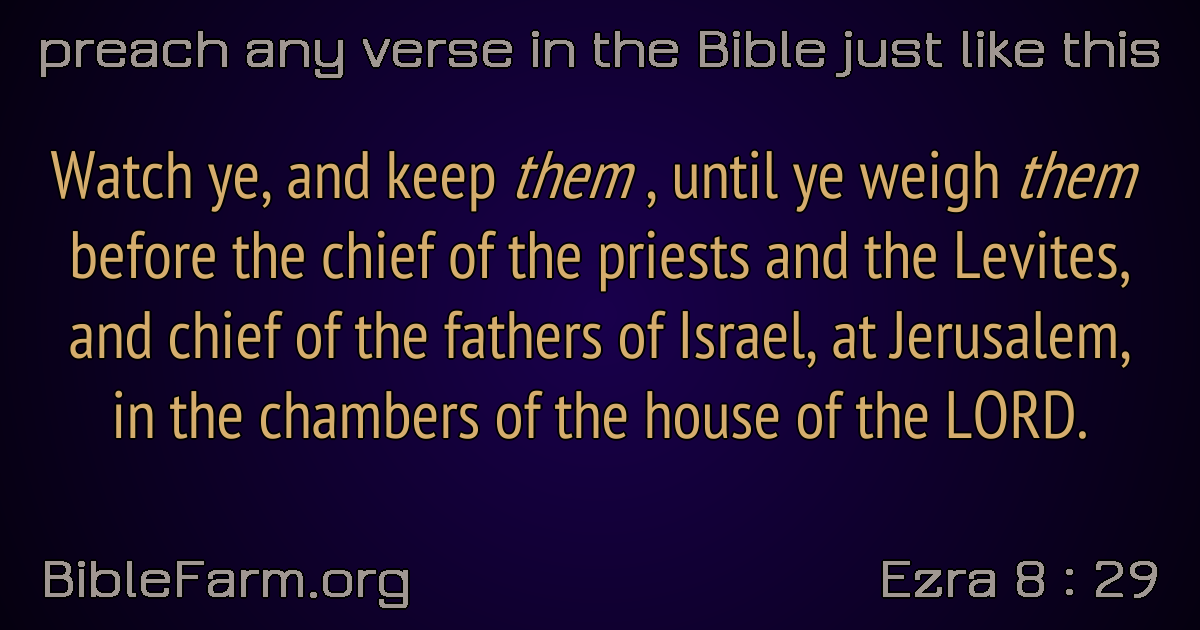 preach any verse in the Bible just like this
Watch ye, and keep them , until ye weigh them
before the chief of the priests and the Levites,
and chief of the fathers of Israel, at Jerusalem,
in the chambers of the house of the LORD.
BibleFarm.org
Ezra 8 : 29